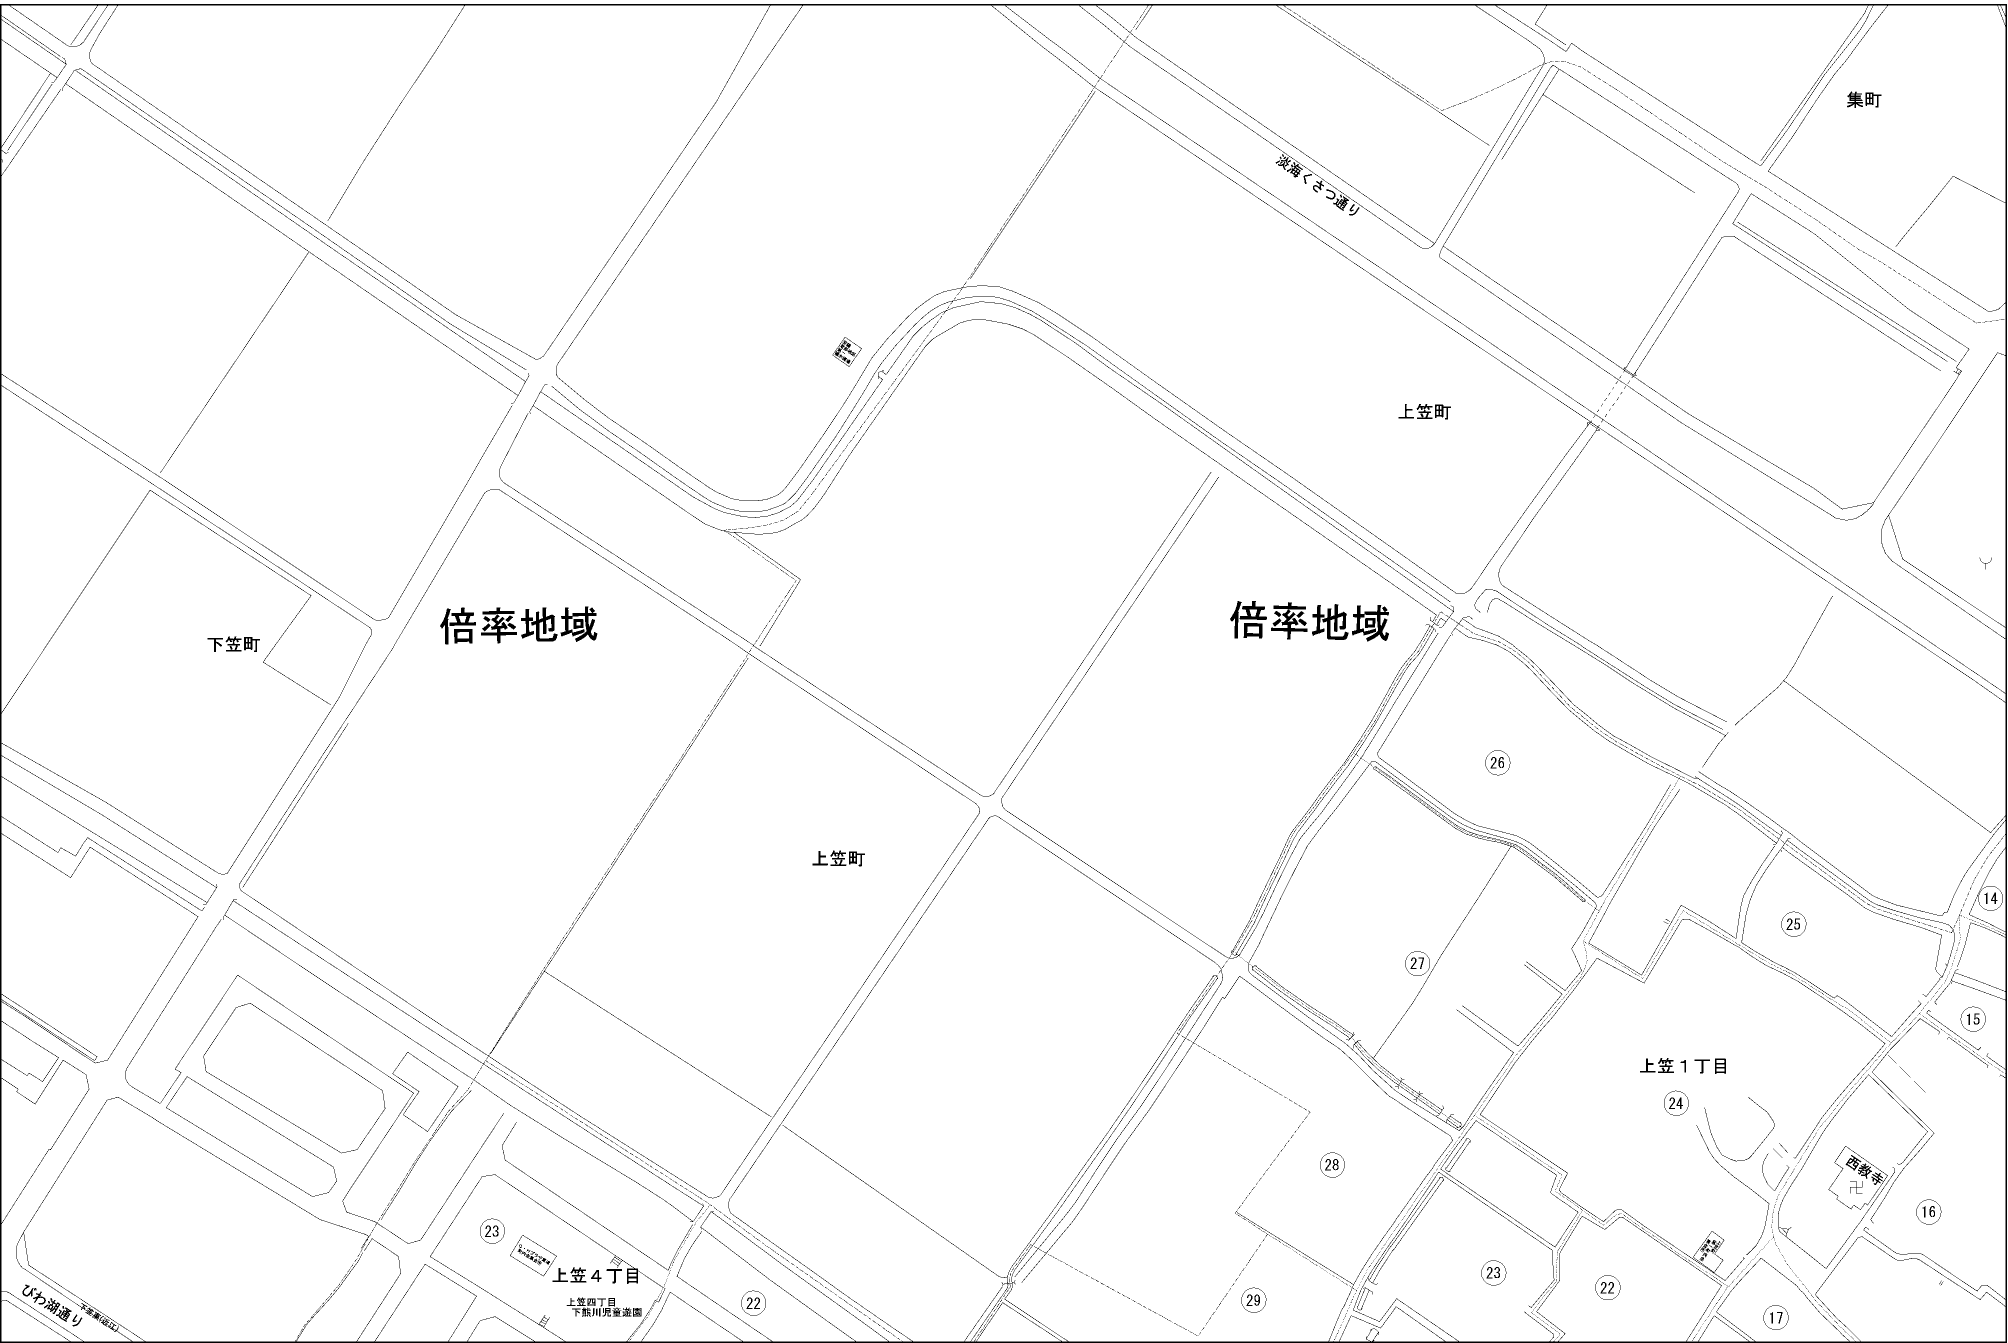 集町
淡海くさつ通り
上笠町
倍率地域
倍率地域
下笠町
26
上笠町
14
25
27
15
上笠１丁目
24
28
西教寺
16
23
上笠４丁目
上笠四丁目
下熊川児童遊園
22
29
23
22
17
びわ湖通り